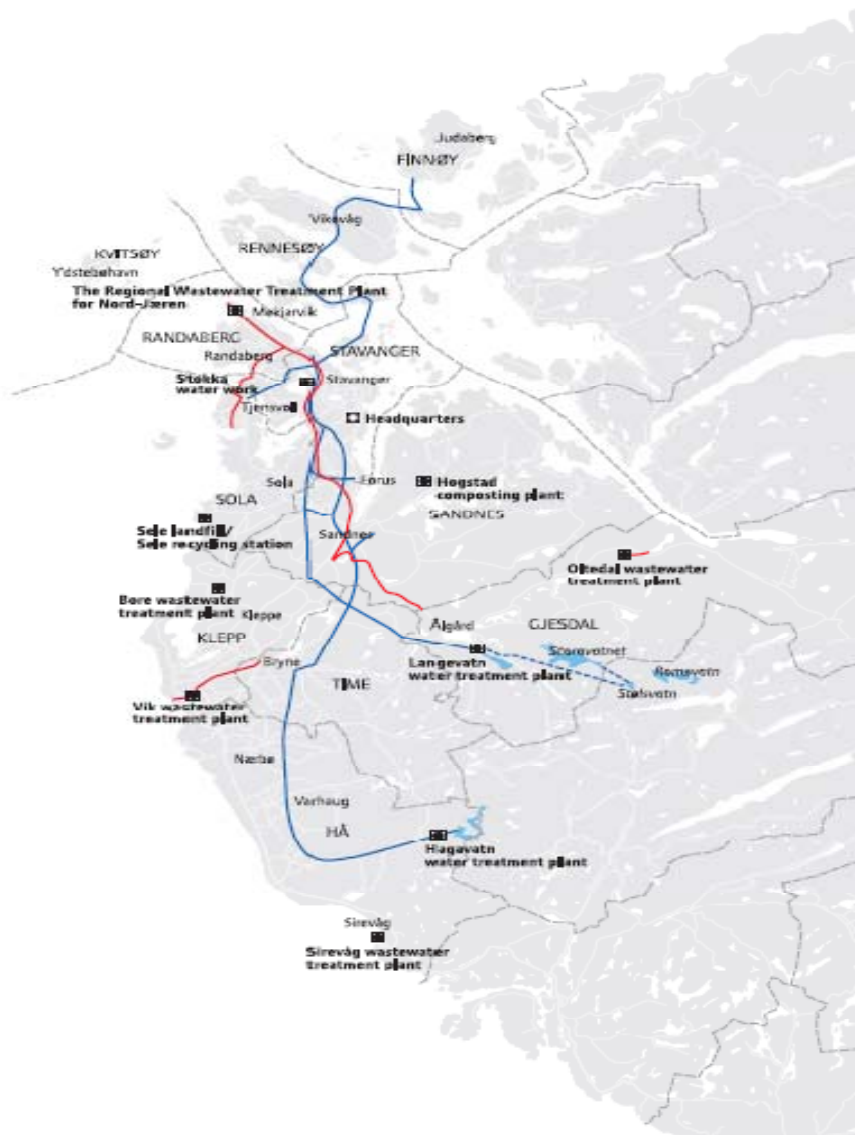 Judaberg
FINNØY
Vikevåg
RENNESØY
KVITSØY
Ydstebøhavn
The Regional Wastewater Treatment Plant
for Nord-Jæren
Mekjarvik
RANDABERG
Randaberg
STAVANGER
Stokka
water work
Stavanger
Tjensvoll
Headquarters
Sola
Forus
Hogstad
composting plant
SOLA
SANDNES
Sele landfill/
Sele recycling station
Sandnes
Oltedal wastewater
treatment plant
Bore wastewater
treatment plant
Kleppe
KLEPP
Ålgård
GJESDAL
Storavatnet
Langevatn
water treatment plant
Romsvatn
Stølsvatn
Bryne
TIME
Vik wastewater
treatment plant
Nærbø
Varhaug
HÅ
Hagavatn
water treatment plant
Sirevåg
Sirevåg wastewater
treatment plant